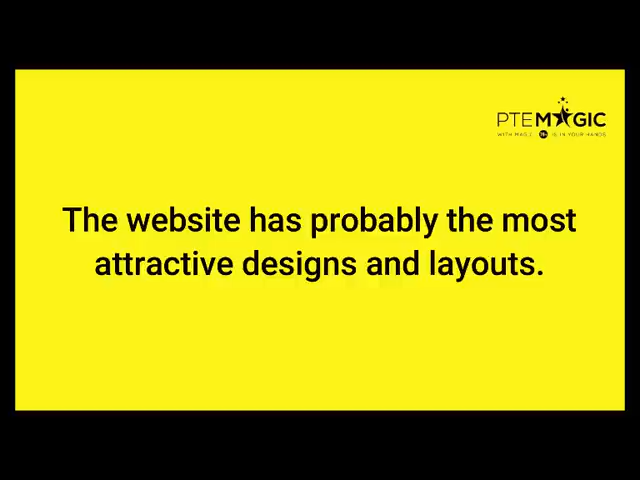 PTEMAGIC
The website has probably the most
attractive designs and layouts.